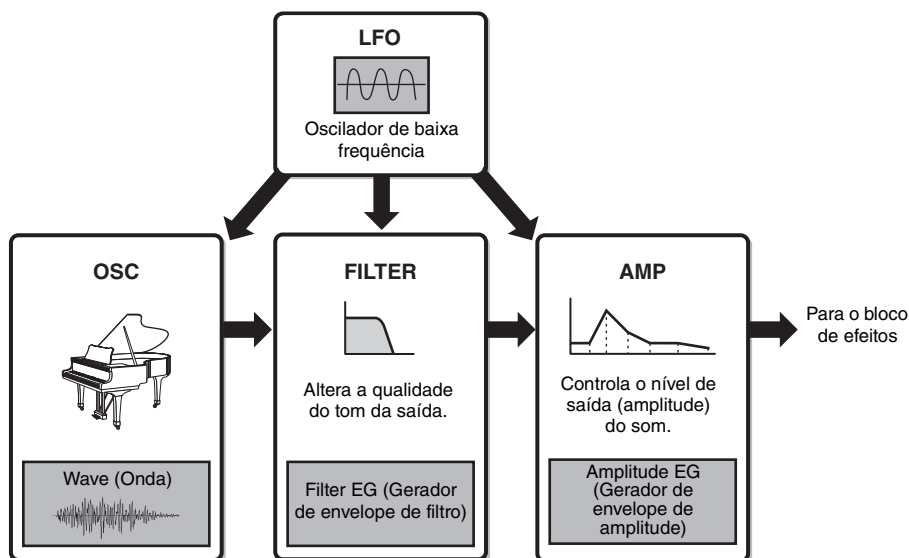 LFO
Oscilador de baixa
frequência
OSC
Wave (Onda)
FILTER
Altera a qualidade
do tom da saída.
Filter EG (Gerador
de envelope de filtro)
AMP
Controla o nível de
saída (amplitude)
do som.
Amplitude EG
(Gerador de
envelope de
amplitude)
Para o bloco
de efeitos